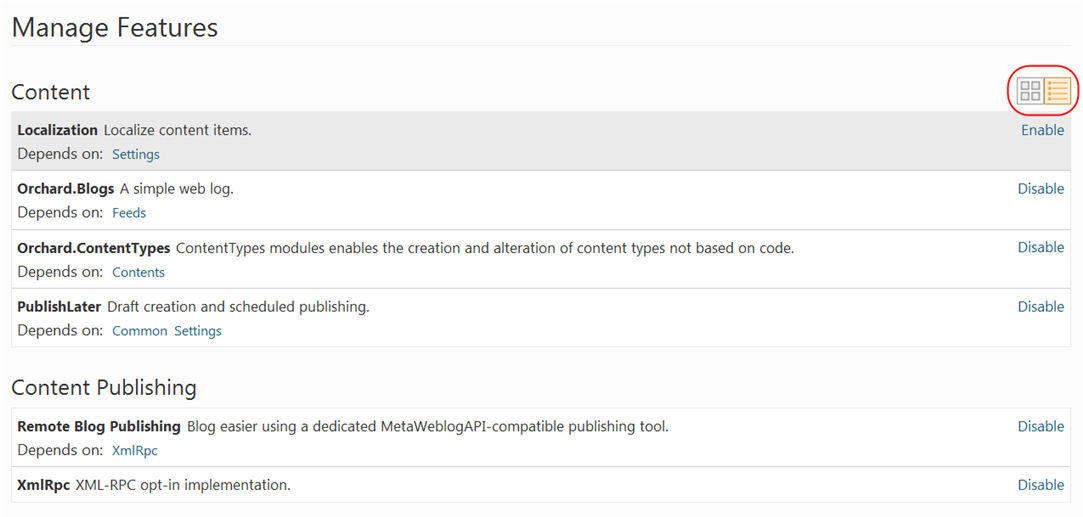 Manage Features
Content
Localization Localize content items. Enable
Depends on: Settings
Orchard.Blogs A simple web log. Disable
Depends on: Feeds
Orchard.ContentTypes ContentTypes modules enables the creation and alteration of content types not based on code. Disable
Depends on: Contents
PublishLater Draft creation and scheduled publishing. Disable
Depends on: Common Settings
Content Publishing
Remote Blog Publishing Blog easier using a dedicated MetaWeblogAPI-compatible publishing tool. Disable
Depends on: XmlRpc
XmlRpc XML-RPC opt-in implementation. Disable